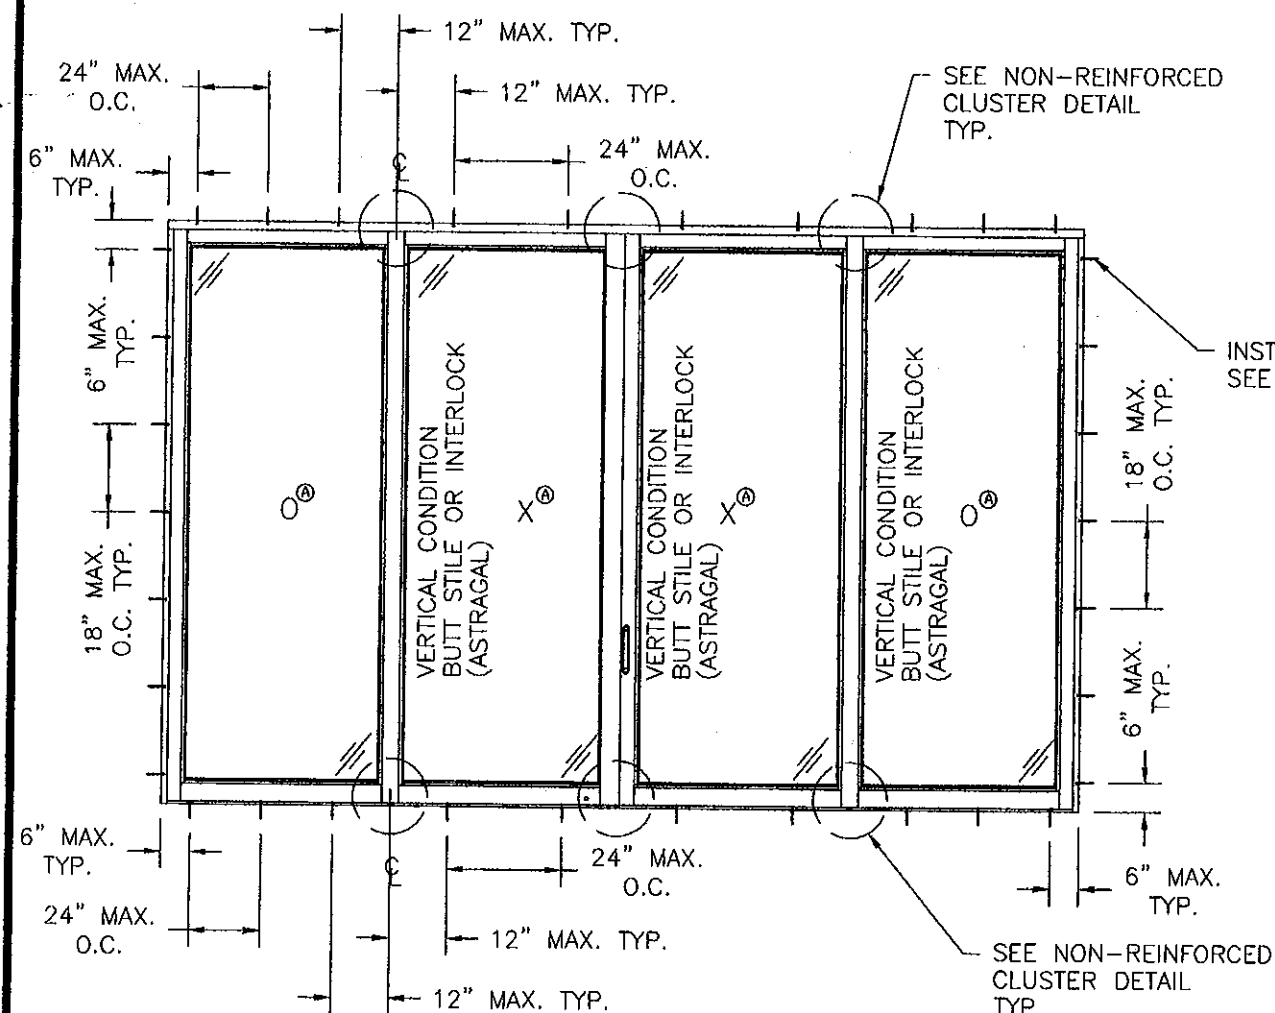 12" MAX. TYP.
24" MAX.
O.C.
12" MAX. TYP.
SEE NON-REINFORCED
CLUSTER DETAIL
TYP.
6" MAX.
TYP.
℄
24" MAX.
O.C.
6" MAX.
TYP.
INST
SEE
VERTICAL CONDITION
BUTT STILE OR INTERLOCK
(ASTRAGAL)
VERTICAL CONDITION
BUTT STILE OR INTERLOCK
(ASTRAGAL)
VERTICAL CONDITION
BUTT STILE OR INTERLOCK
(ASTRAGAL)
18" MAX.
O.C. TYP.
O Ⓐ
X Ⓐ
X Ⓐ
O Ⓐ
18" MAX.
O.C. TYP.
6" MAX.
TYP.
6" MAX.
TYP.
℄
24" MAX.
O.C.
6" MAX.
TYP.
24" MAX.
O.C.
12" MAX. TYP.
SEE NON-REINFORCED
CLUSTER DETAIL
TYP
12" MAX. TYP.